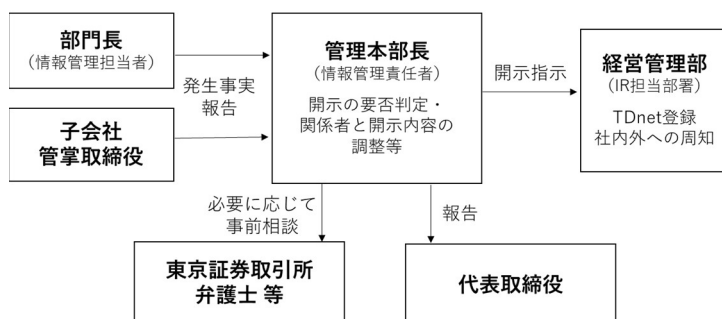 部門長
（情報管理担当者）
発生事実
報告
子会社
管掌取締役
管理本部長
（情報管理責任者）
開示の要否判定・
関係者と開示内容の
調整等
開示指示
経営管理部
（IR担当部署）
TDnet登録
社内外への周知
必要に応じて
事前相談
報告
東京証券取引所
弁護士 等
代表取締役